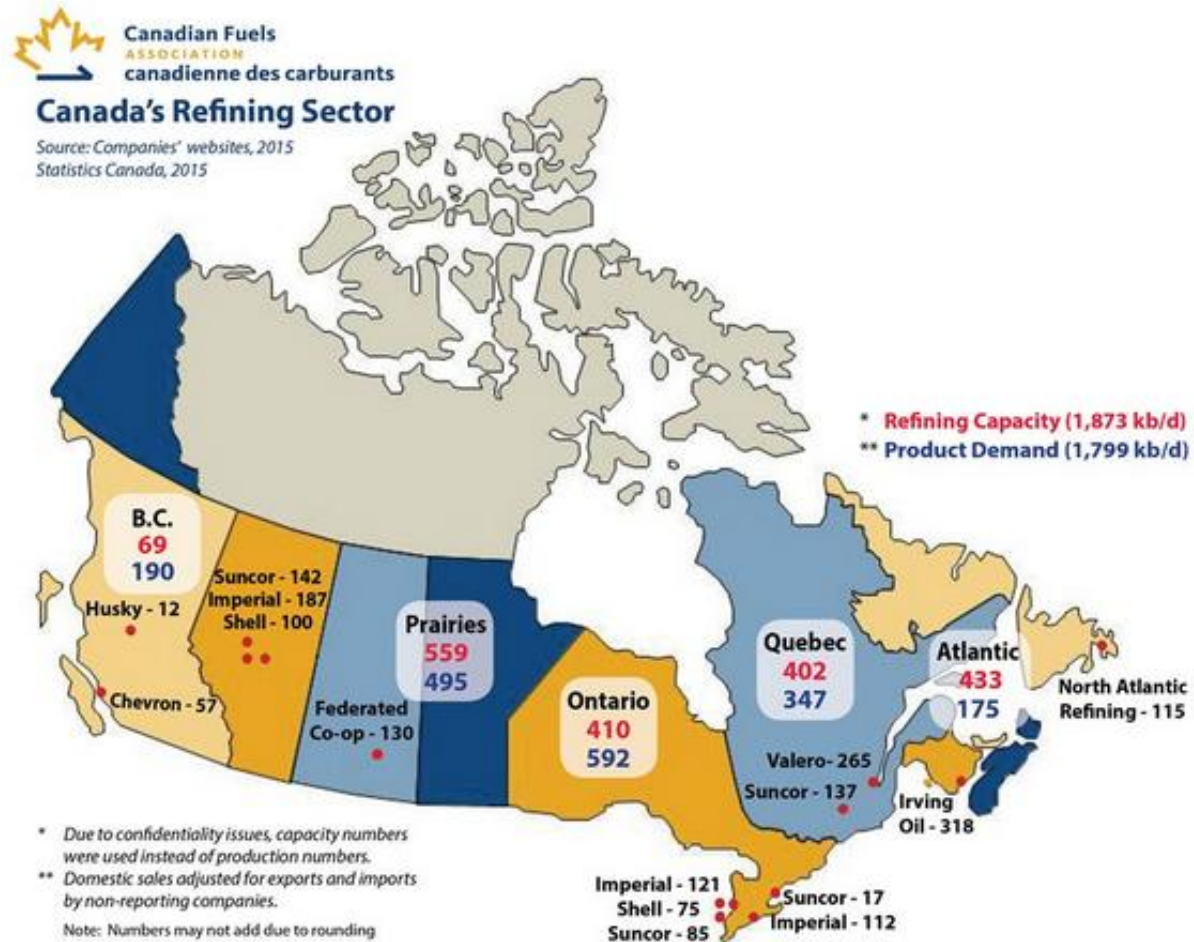 Canadian Fuels
ASSOCIATION
canadienne des carburants
Canada's Refining Sector
Source: Companies' websites, 2015
Statistics Canada, 2015
* Refining Capacity (1,873 kb/d)
** Product Demand (1,799 kb/d)
B.C.
69
190
Husky - 12
Chevron - 57
Suncor - 142
Imperial - 187
Shell - 100
Federated
Co-op - 130
Prairies
559
495
Ontario
410
592
Quebec
402
347
Valero- 265
Suncor - 137
Atlantic
433
175
North Atlantic
Refining - 115
Irving
Oil - 318
Imperial - 121
Shell - 75
Suncor - 85
Suncor - 17
Imperial - 112
* Due to confidentiality issues, capacity numbers
were used instead of production numbers.
** Domestic sales adjusted for exports and imports
by non-reporting companies.
Note: Numbers may not add due to rounding